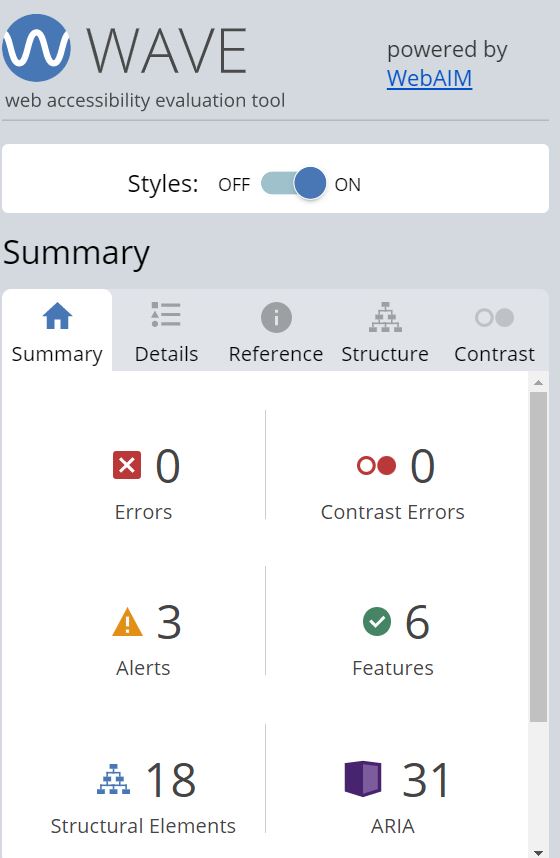 WAVE
web accessibility evaluation tool
powered by
WebAIM
Styles: OFF ON
Summary
Summary Details Reference Structure Contrast
0 0
Errors Contrast Errors
3 6
Alerts Features
18 31
Structural Elements ARIA